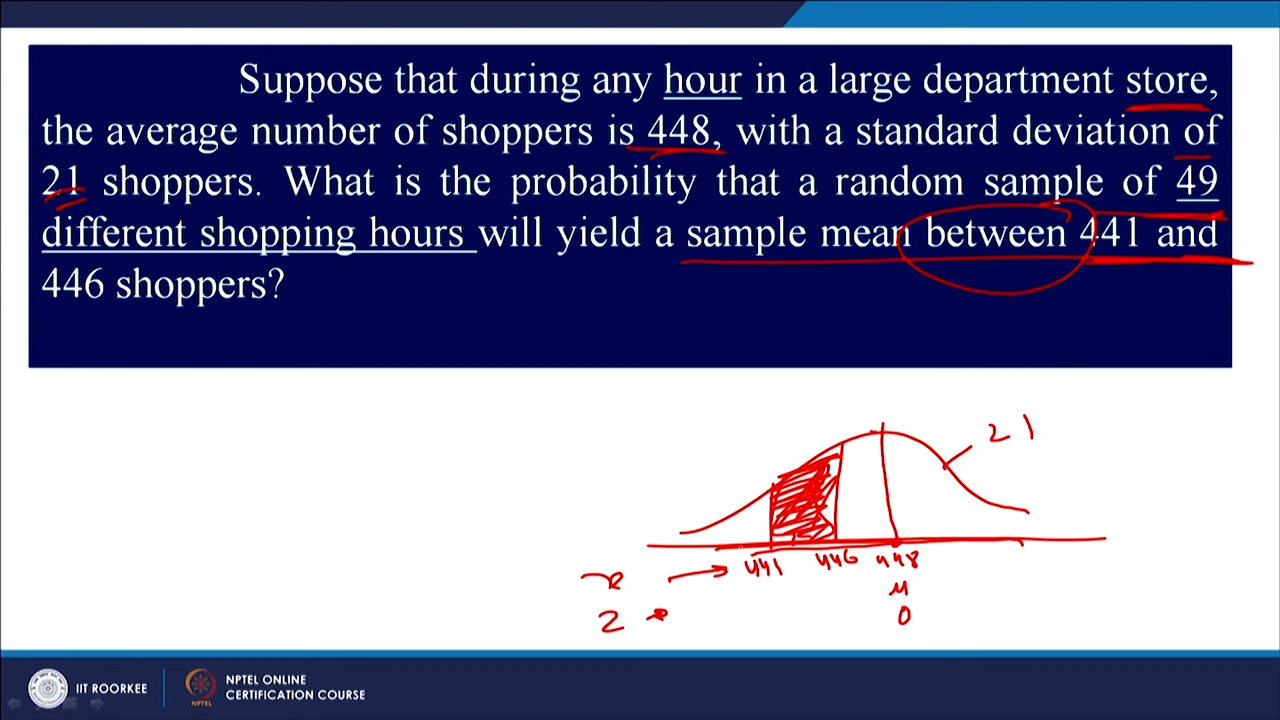 Suppose that during any hour in a large department store,
the average number of shoppers is 448, with a standard deviation of
21 shoppers. What is the probability that a random sample of 49
different shopping hours will yield a sample mean between 441 and
446 shoppers?
21
441 446 448
μ
0
IIT ROORKEE
NPTEL
NPTEL ONLINE
CERTIFICATION COURSE